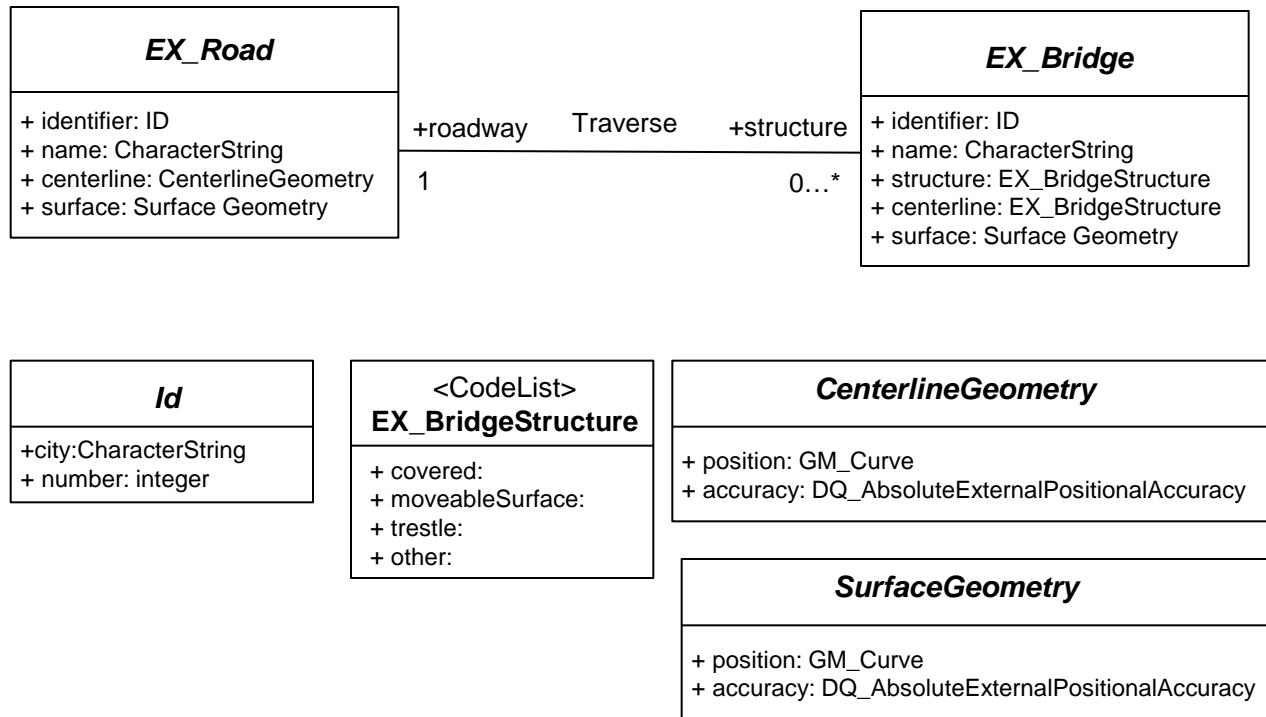 EX_Road
+ identifier: ID
+ name: CharacterString
+ centerline: CenterlineGeometry
+ surface: Surface Geometry
+roadway
Traverse
+structure
1
0…*
EX_Bridge
+ identifier: ID
+ name: CharacterString
+ structure: EX_BridgeStructure
+ centerline: EX_BridgeStructure
+ surface: Surface Geometry
Id
+city:CharacterString
+ number: integer
<CodeList>
EX_BridgeStructure
+ covered:
+ moveableSurface:
+ trestle:
+ other:
CenterlineGeometry
+ position: GM_Curve
+ accuracy: DQ_AbsoluteExternalPositionalAccuracy
SurfaceGeometry
+ position: GM_Curve
+ accuracy: DQ_AbsoluteExternalPositionalAccuracy